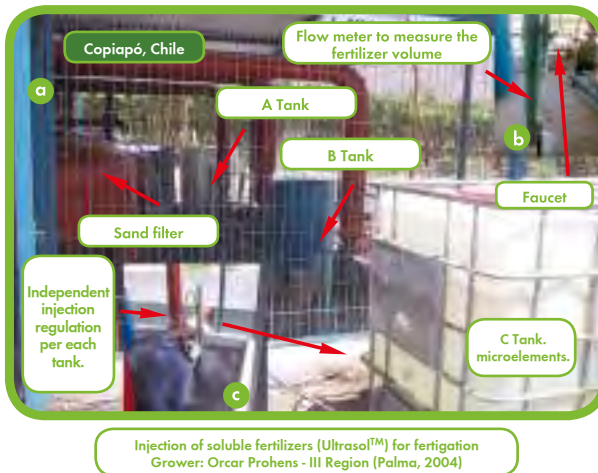 Copiapó, Chile
Flow meter to measure the
fertilizer volume
a
A Tank
b
B Tank
Faucet
Sand filter
Independent
injection
regulation
per each
tank.
C Tank.
microelements.
c
Injection of soluble fertilizers (Ultrasol™) for fertigation
Grower: Orcar Prohens - III Region (Palma, 2004)